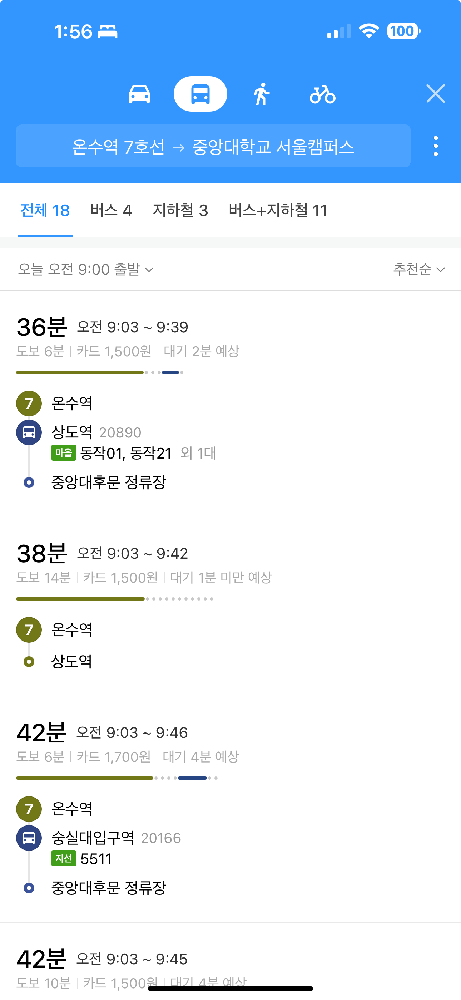 1:56
100
온수역 7호선 → 중앙대학교 서울캠퍼스
전체 18 버스 4 지하철 3 버스+지하철 11
오늘 오전 9:00 출발 추천순
36분 오전 9:03 ~ 9:39
도보 6분 | 카드 1,500원 | 대기 2분 예상
7 온수역
상도역 20890
마을 동작01, 동작21 외 1대
중앙대후문 정류장
38분 오전 9:03 ~ 9:42
도보 14분 | 카드 1,500원 | 대기 1분 미만 예상
7 온수역
상도역
42분 오전 9:03 ~ 9:46
도보 6분 | 카드 1,700원 | 대기 4분 예상
7 온수역
숭실대입구역 20166
지선 5511
중앙대후문 정류장
42분 오전 9:03 ~ 9:45
도보 10분 | 카드 1,500원 | 대기 4분 예상